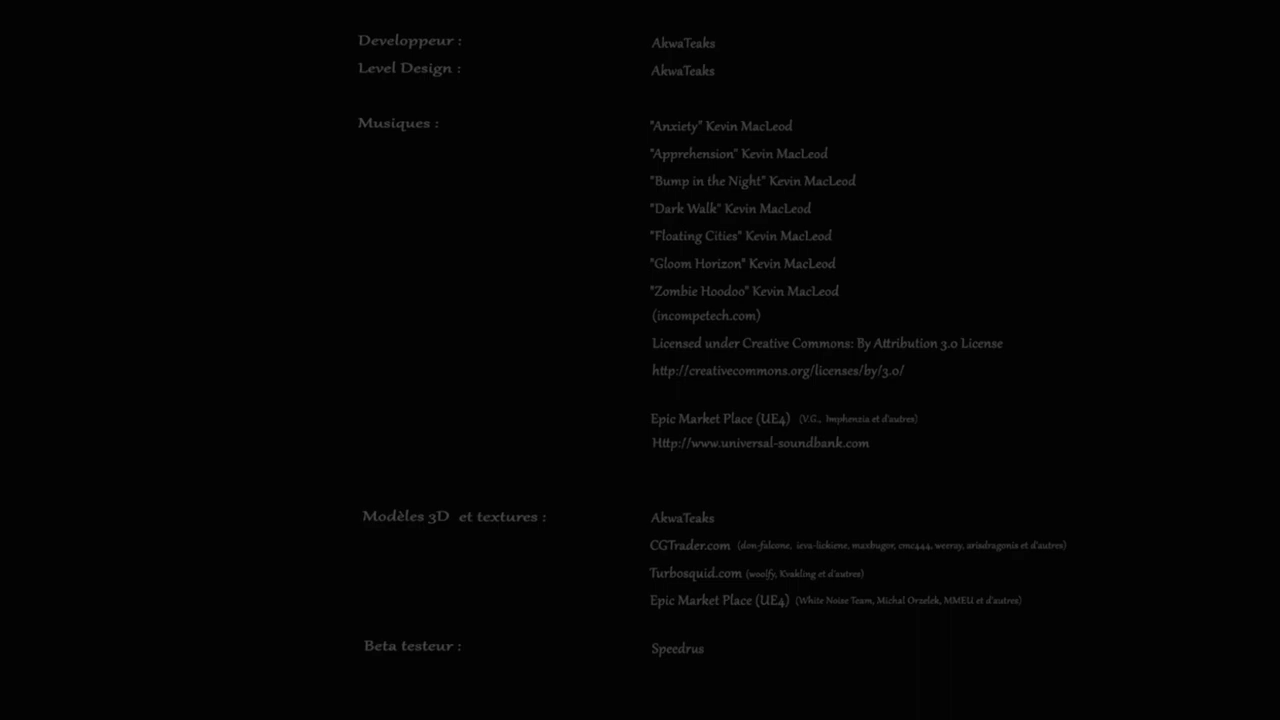 Developpeur : AkwaTeaks
Level Design : AkwaTeaks
Musiques : "Anxiety" Kevin MacLeod
"Apprehension" Kevin MacLeod
"Bump in the Night" Kevin MacLeod
"Dark Walk" Kevin MacLeod
"Floating Cities" Kevin MacLeod
"Gloom Horizon" Kevin MacLeod
"Zombie Hoodoo" Kevin MacLeod
(incompetech.com)
Licensed under Creative Commons: By Attribution 3.0 License
http://creativecommons.org/licenses/by/3.0/
Epic Market Place (UE4) (V.G., Imphenzia et d'autres)
Http://www.universal-soundbank.com
Modèles 3D et textures : AkwaTeaks
CGTrader.com (don-falcone, ieva-lickiene, maxbugor, cmc444, weeray, arisdragonis et d'autres)
Turbosquid.com (woolfy, Kvakling et d'autres)
Epic Market Place (UE4) (White Noize Team, Michal Orzelek, MMEU et d'autres)
Beta testeur : Speedrus